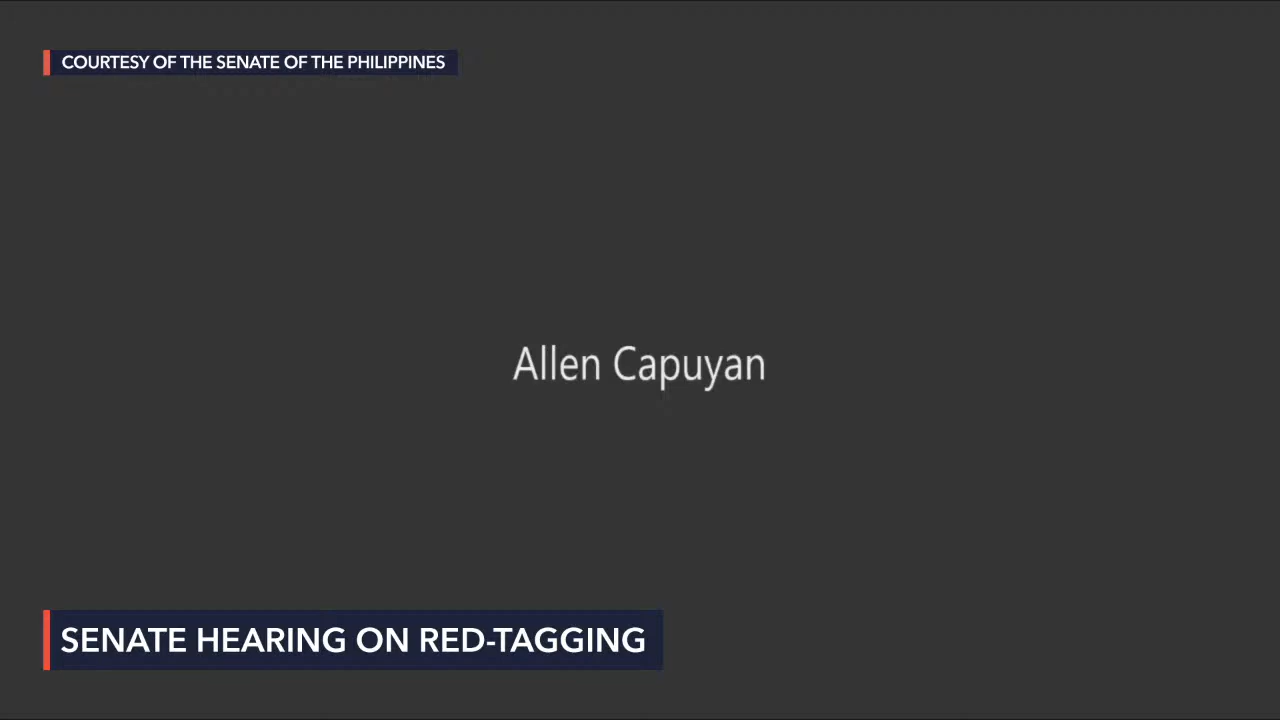 COURTESY OF THE SENATE OF THE PHILIPPINES
Allen Capuyan
SENATE HEARING ON RED-TAGGING